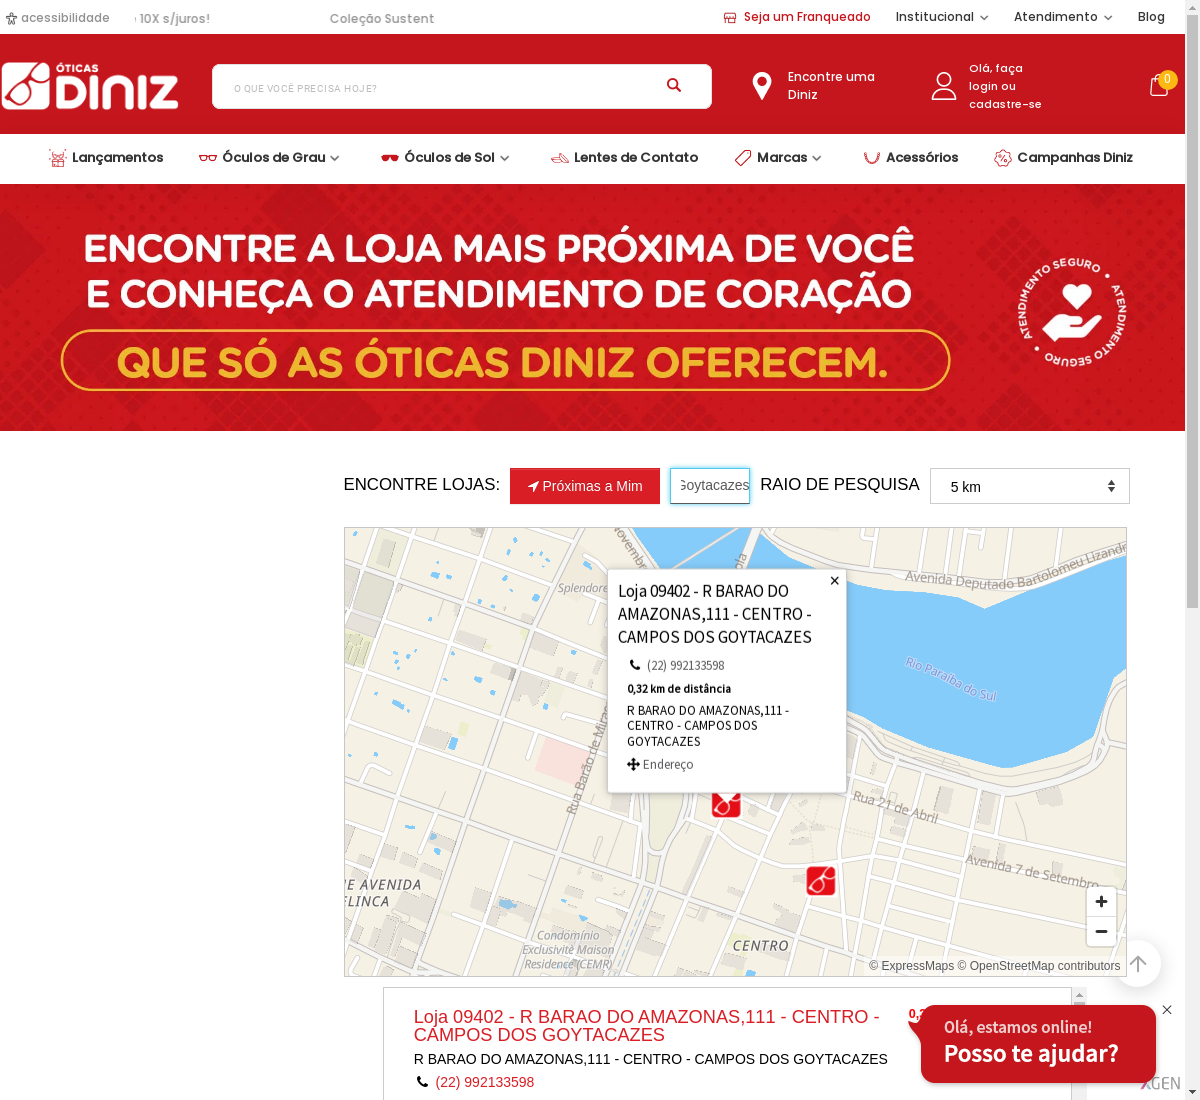 acessibilidade
10X s/juros!
Coleção Sustent
Seja um Franqueado
Institucional
Atendimento
Blog
ÓTICAS
DINIZ
O QUE VOCÊ PRECISA HOJE?
Encontre uma
Diniz
Olá, faça
login ou
cadastre-se
0
Lançamentos
Óculos de Grau
Óculos de Sol
Lentes de Contato
Marcas
Acessórios
Campanhas Diniz
ENCONTRE A LOJA MAIS PRÓXIMA DE VOCÊ
E CONHEÇA O ATENDIMENTO DE CORAÇÃO
QUE SÓ AS ÓTICAS DINIZ OFERECEM.
ATENDIMENTO SEGURO • ATENDIMENTO SEGURO •
ENCONTRE LOJAS:
Próximas a Mim
Goytacazes
RAIO DE PESQUISA
5 km
Splendore
Avenida Deputado Bartolomeu Lizandr
Rio Paraíba do Sul
Loja 09402 - R BARAO DO
AMAZONAS,111 - CENTRO -
CAMPOS DOS GOYTACAZES
×
(22) 992133598
0,32 km de distância
R BARAO DO AMAZONAS,111 -
CENTRO - CAMPOS DOS
GOYTACAZES
Endereço
Rua Barão de Mira
Rua 21 de Abril
Avenida 7 de Setembro
E AVENIDA
ELINCA
Condomínio
Exclusivitè Maison
Residence (CEMR)
CENTRO
+
−
© ExpressMaps © OpenStreetMap contributors
Loja 09402 - R BARAO DO AMAZONAS,111 - CENTRO -
CAMPOS DOS GOYTACAZES
R BARAO DO AMAZONAS,111 - CENTRO - CAMPOS DOS GOYTACAZES
(22) 992133598
Olá, estamos online!
Posso te ajudar?
XGEN